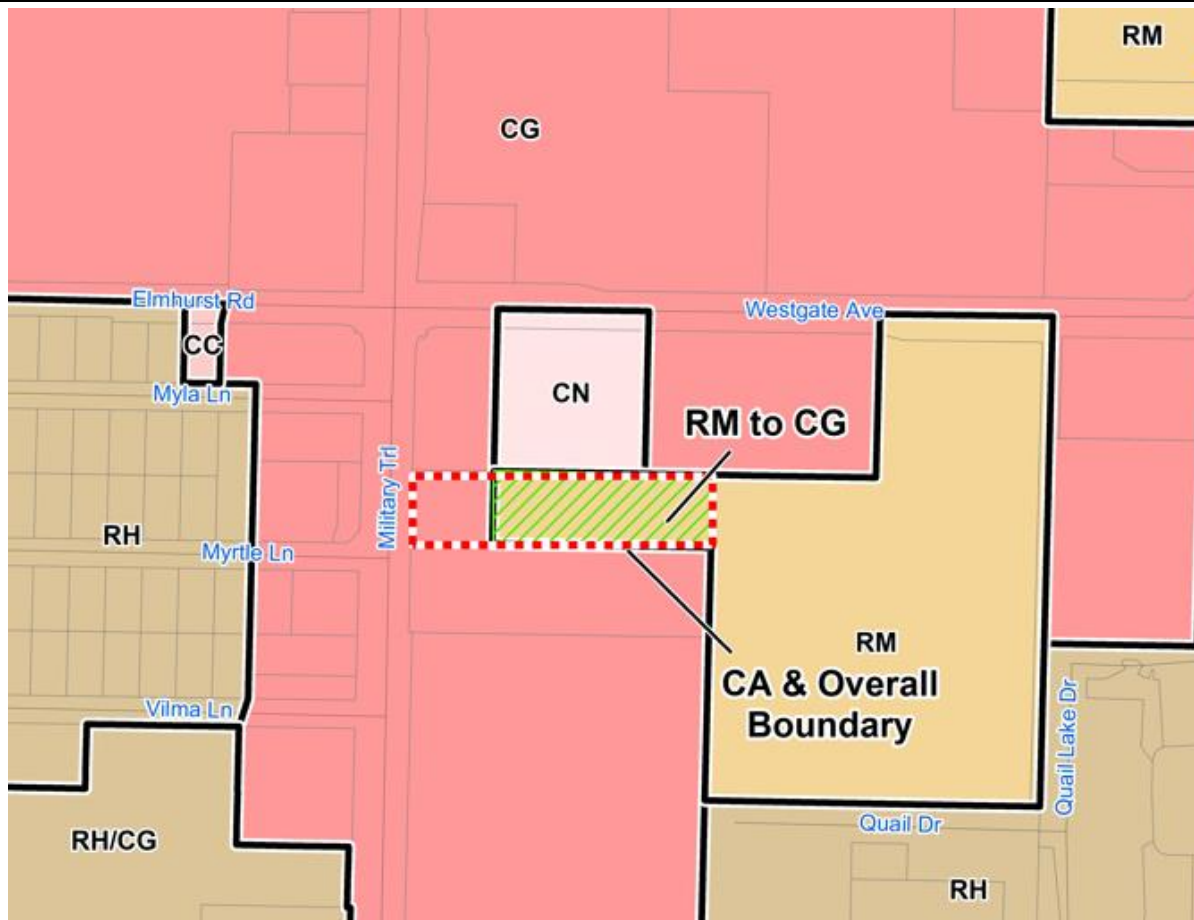 RM
CG
Elmhurst Rd
Westgate Ave
CC
Myla Ln
CN
RM to CG
Military Trl
RH
Myrtle Ln
RM
CA & Overall
Boundary
Vilma Ln
Quail Lake Dr
Quail Dr
RH/CG
RH